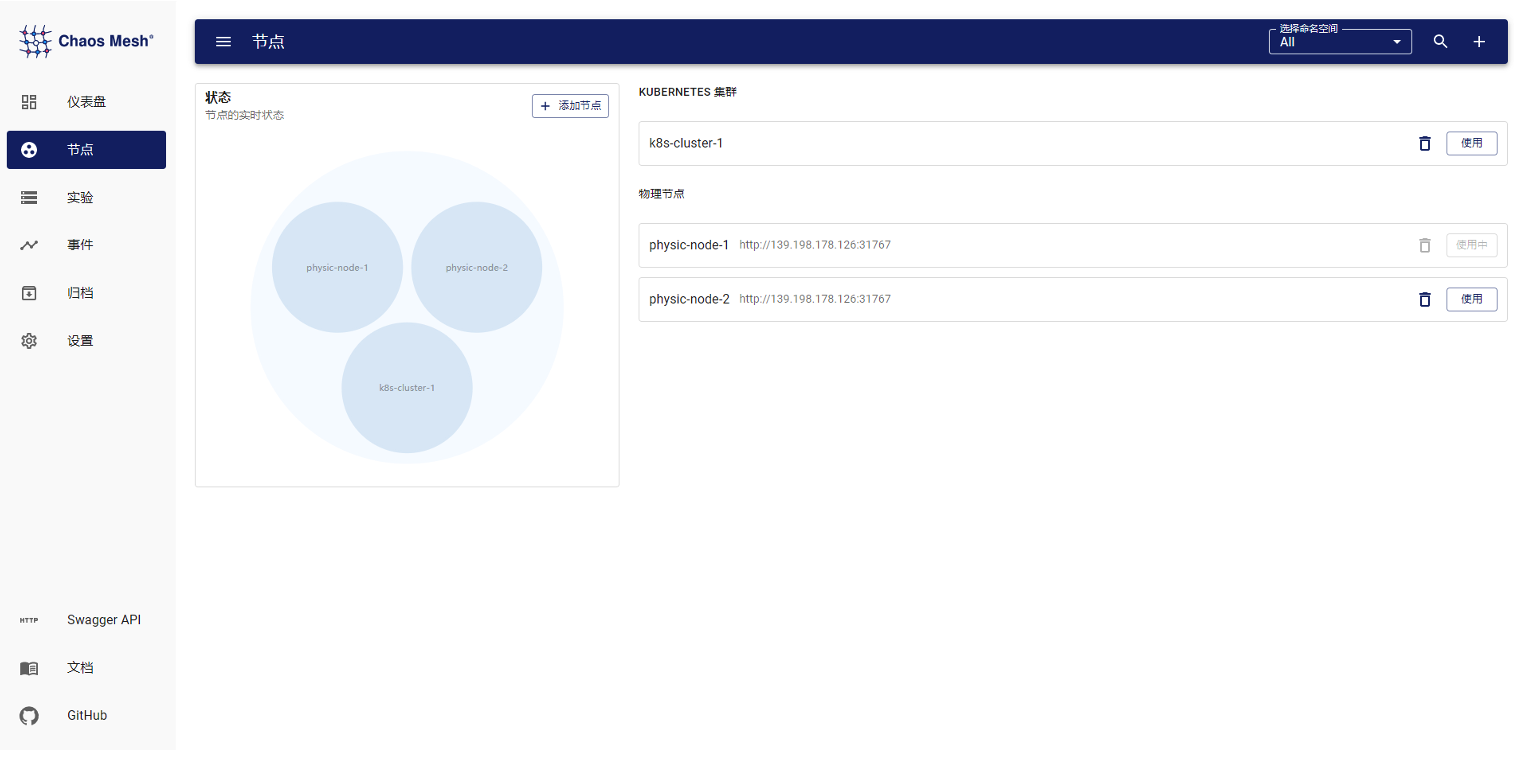 Chaos Mesh®
仪表盘
节点
实验
事件
归档
设置
HTTP Swagger API
文档
GitHub
节点
选择命名空间
All
状态
节点的实时状态
添加节点
physic-node-1
physic-node-2
k8s-cluster-1
KUBERNETES 集群
k8s-cluster-1 使用
物理节点
physic-node-1 http://139.198.178.126:31767 使用中
physic-node-2 http://139.198.178.126:31767 使用